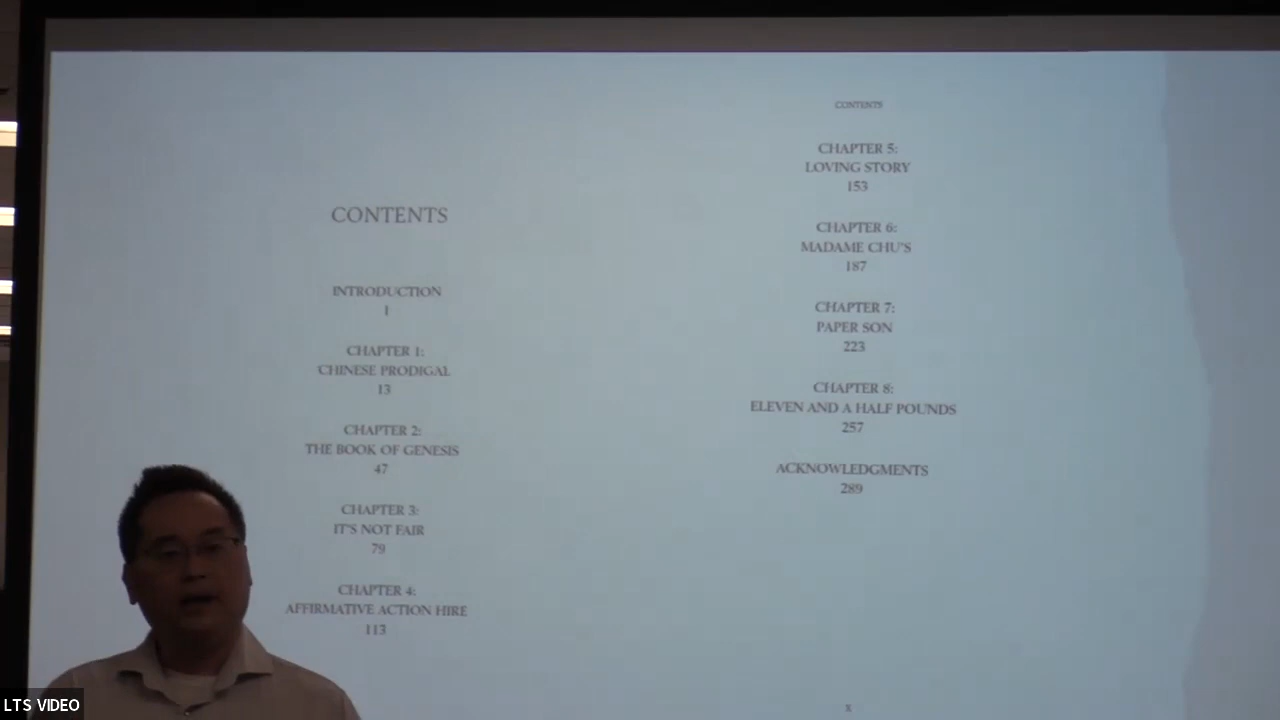 CONTENTS
INTRODUCTION
1
CHAPTER 1:
CHINESE PRODIGAL
13
CHAPTER 2:
THE BOOK OF GENESIS
47
CHAPTER 3:
IT'S NOT FAIR
79
CHAPTER 4:
AFFIRMATIVE ACTION HIRE
113
CONTENTS
CHAPTER 5:
LOVING STORY
153
CHAPTER 6:
MADAME CHU'S
187
CHAPTER 7:
PAPER SON
223
CHAPTER 8:
ELEVEN AND A HALF POUNDS
257
ACKNOWLEDGMENTS
289
X
LTS VIDEO